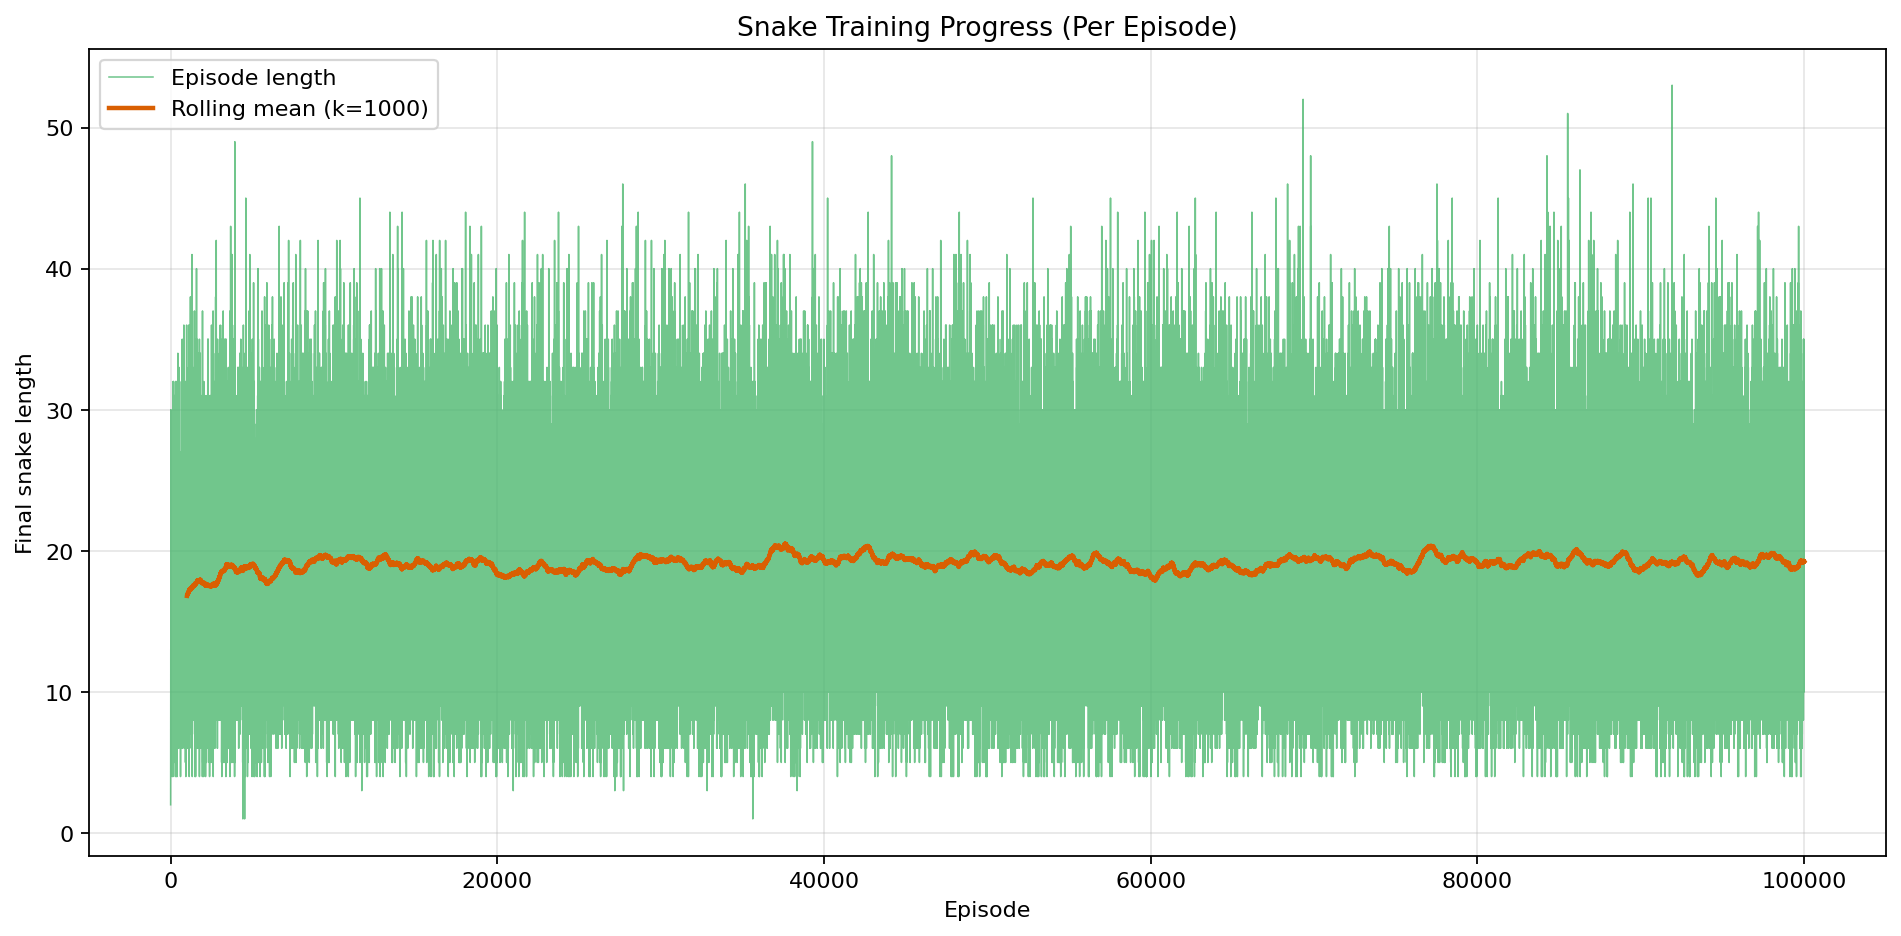 Snake Training Progress (Per Episode)
Episode length
Rolling mean (k=1000)
Final snake length
50
40
30
20
10
0
0
20000
40000
60000
80000
100000
Episode